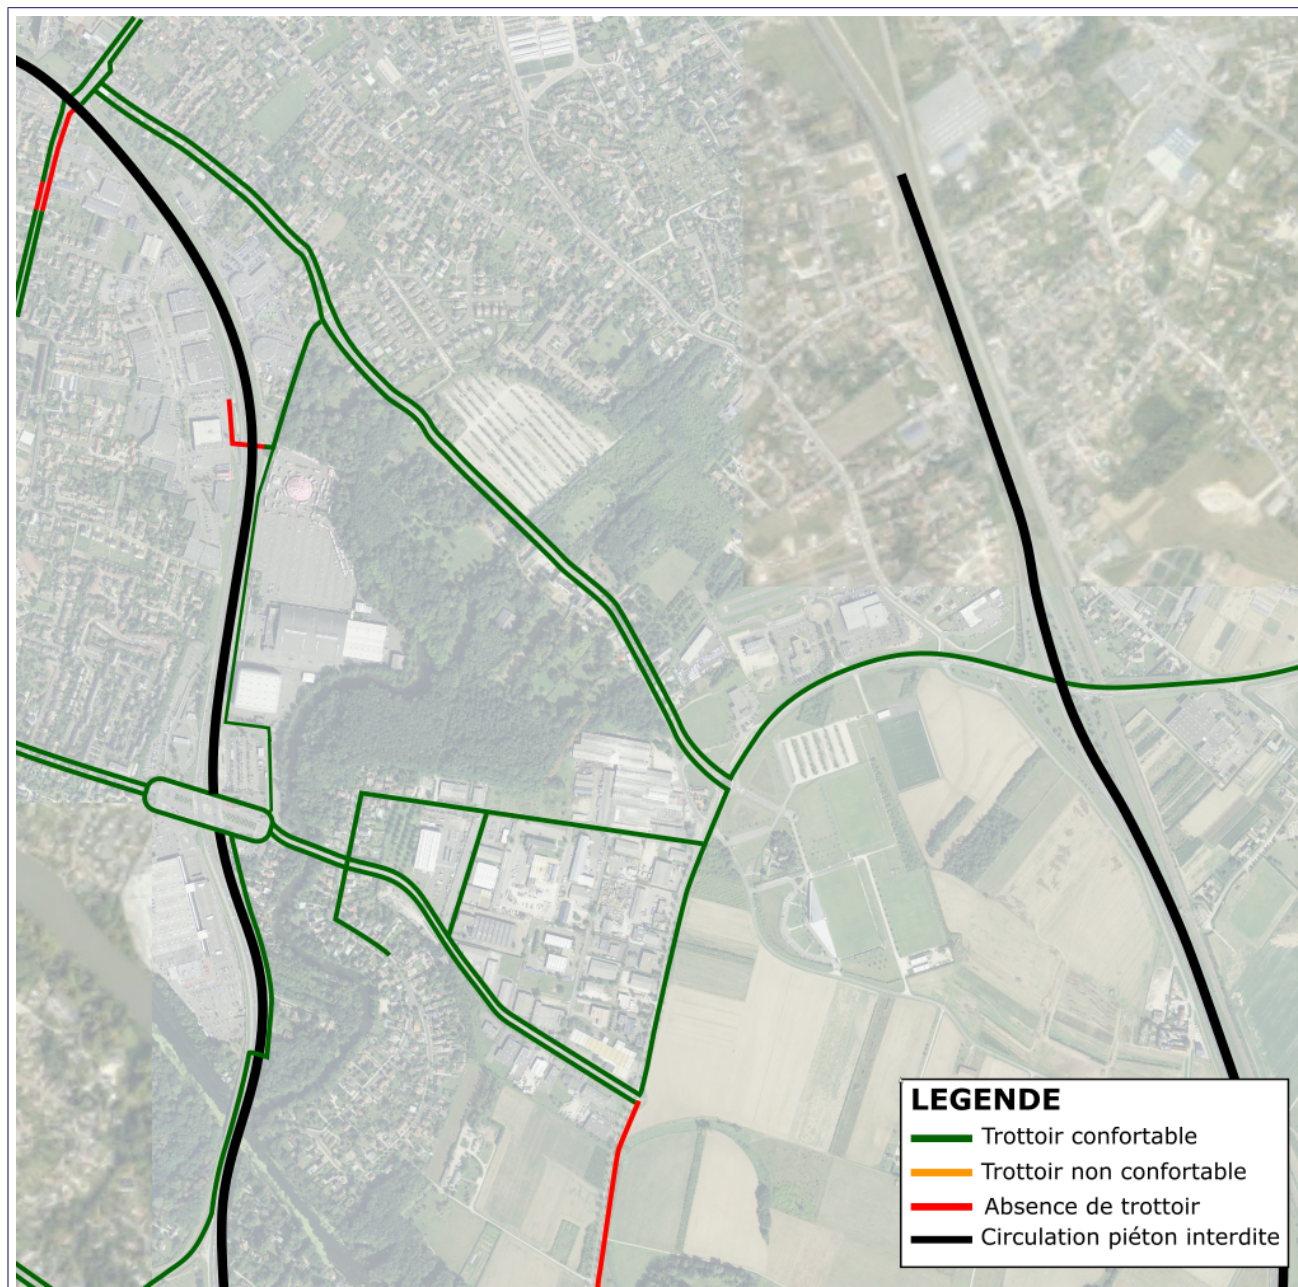 LEGENDE
Trottoir confortable
Trottoir non confortable
Absence de trottoir
Circulation piéton interdite